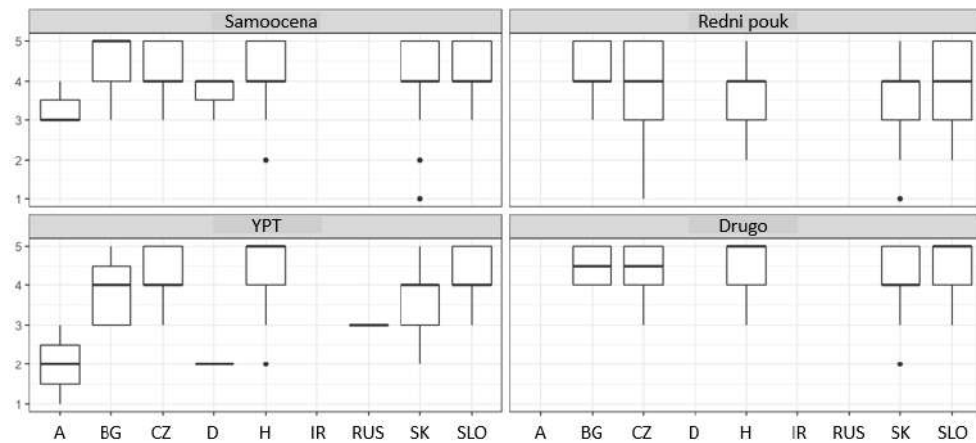 Samoocena
Redni pouk
5
4
3
2
1
YPT
Drugo
5
4
3
2
1
A BG CZ D H IR RUS SK SLO
A BG CZ D H IR RUS SK SLO